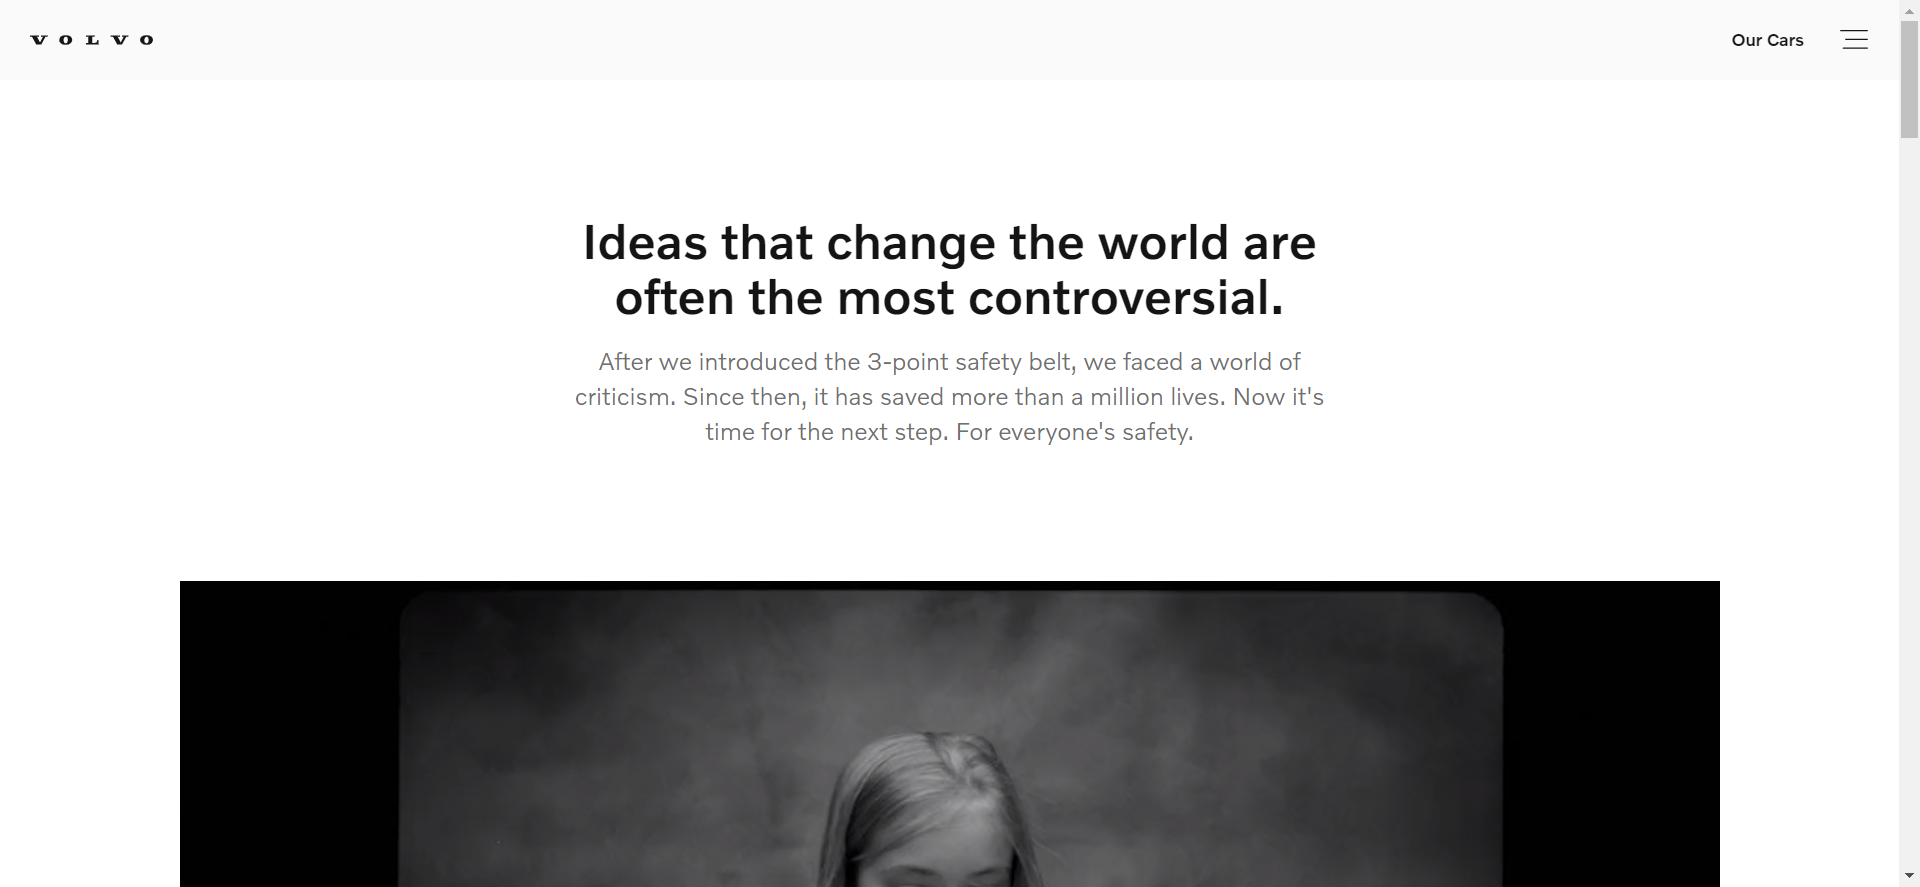 VOLVO
Our Cars
Ideas that change the world are
often the most controversial.
After we introduced the 3-point safety belt, we faced a world of
criticism. Since then, it has saved more than a million lives. Now it's
time for the next step. For everyone's safety.